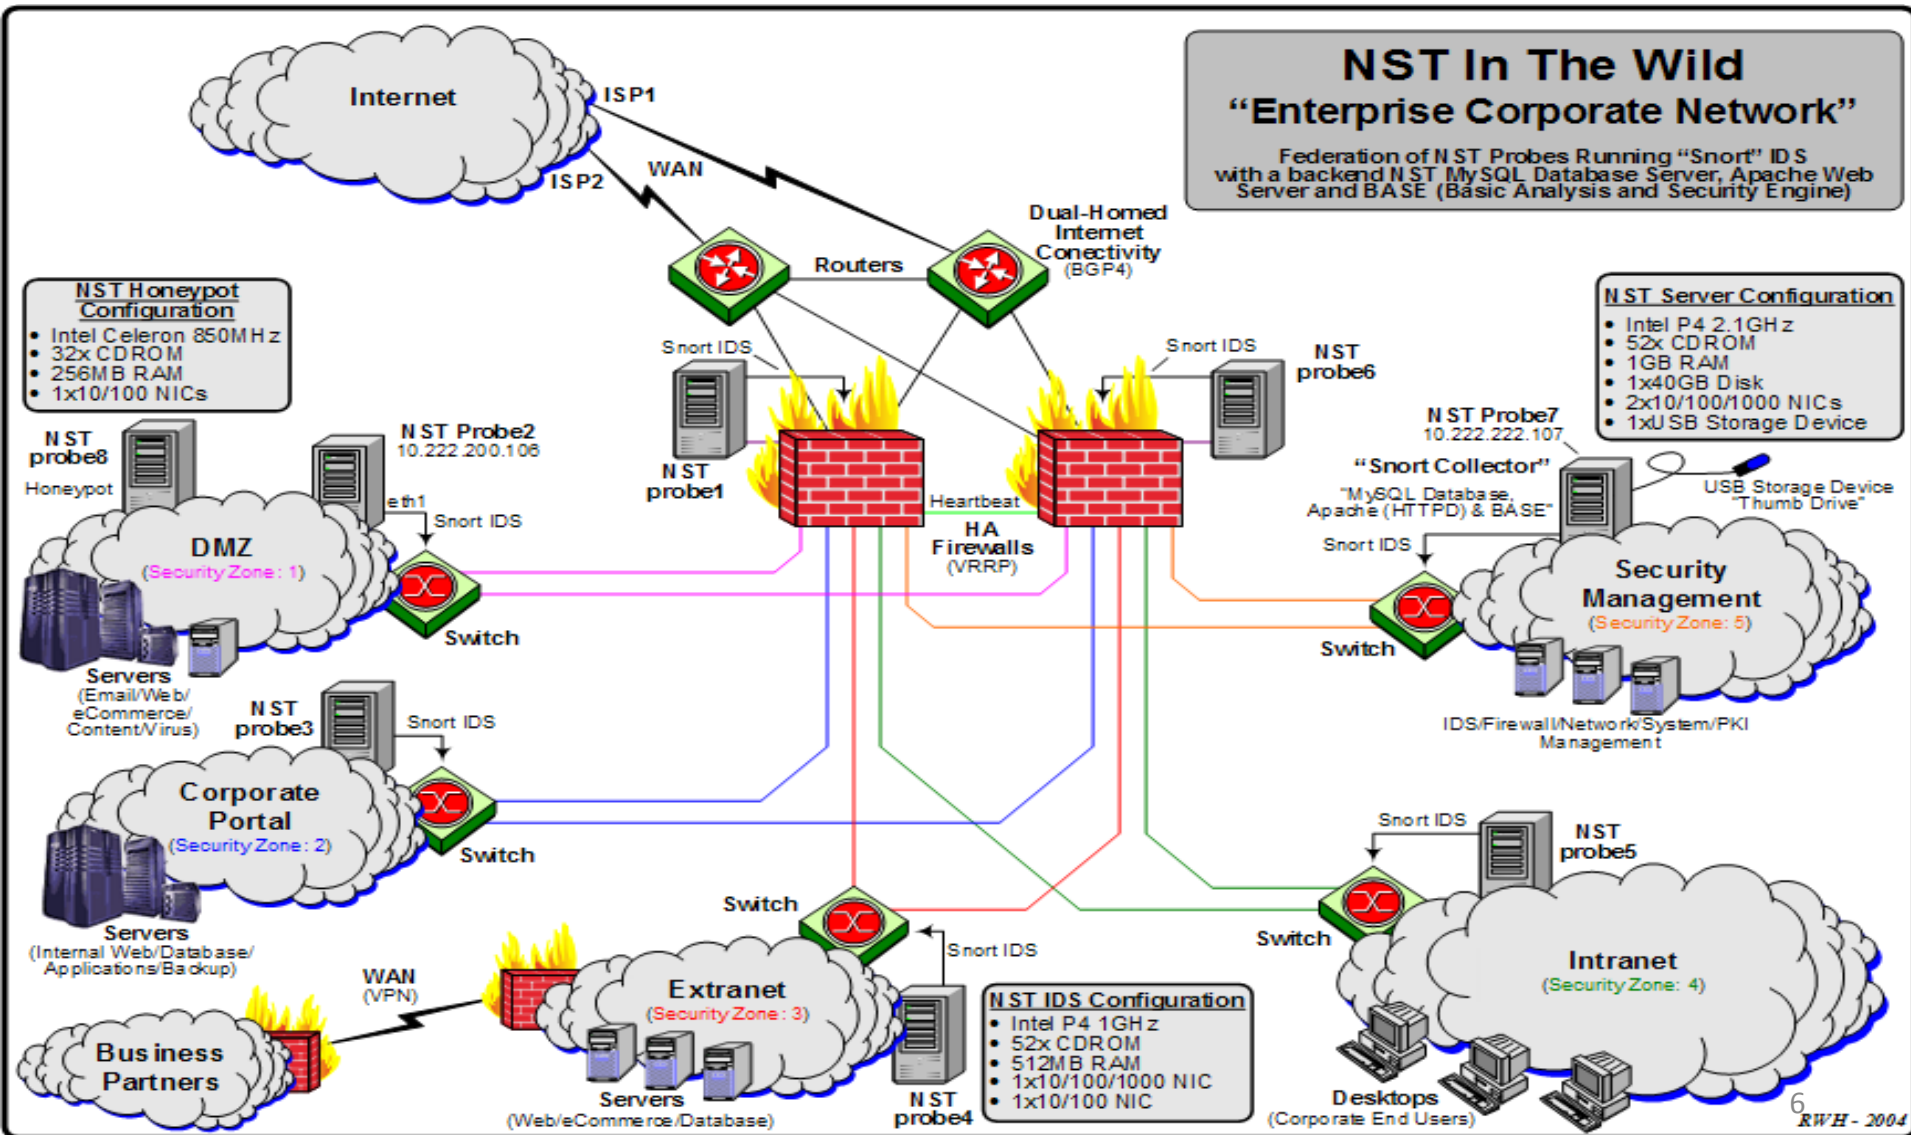 NST In The Wild
“Enterprise Corporate Network”
Federation of NST Probes Running “Snort” IDS
with a backend NST MySQL Database Server, Apache Web
Server and BASE (Basic Analysis and Security Engine)
Internet
ISP1
ISP2
WAN
Routers
Dual-Homed
Internet
Conectivity
(BGP4)
NST Honeypot
Configuration
• Intel Celeron 850MHz
• 32x CDROM
• 256MB RAM
• 1x10/100 NICs
NST Server Configuration
• Intel P4 2.1GHz
• 52x CDROM
• 1GB RAM
• 1x40GB Disk
• 2x10/100/1000 NICs
• 1xUSB Storage Device
Snort IDS
NST
probe1
Snort IDS
NST
probe6
NST
probe8
Honeypot
NST Probe2
10.222.200.106
eth1
Snort IDS
DMZ
(Security Zone: 1)
Switch
Servers
(Email/Web/
eCommerce/
Content/Virus)
Heartbeat
HA
Firewalls
(VRRP)
NST Probe7
10.222.222.107
“Snort Collector”
"MySQL Database,
Apache (HTTPD) & BASE"
USB Storage Device
"Thumb Drive"
Snort IDS
Security
Management
(Security Zone: 5)
Switch
IDS/Firewall/Network/System/PKI
Management
NST
probe3
Snort IDS
Corporate
Portal
(Security Zone: 2)
Switch
Servers
(Internal Web/Database/
Applications/Backup)
Switch
Snort IDS
Extranet
(Security Zone: 3)
Servers
(Web/eCommerce/Database)
NST
probe4
WAN
(VPN)
Business
Partners
NST IDS Configuration
• Intel P4 1GHz
• 52x CDROM
• 512MB RAM
• 1x10/100/1000 NIC
• 1x10/100 NIC
Snort IDS
NST
probe5
Switch
Intranet
(Security Zone: 4)
Desktops
(Corporate End Users)
6
RWH - 2004